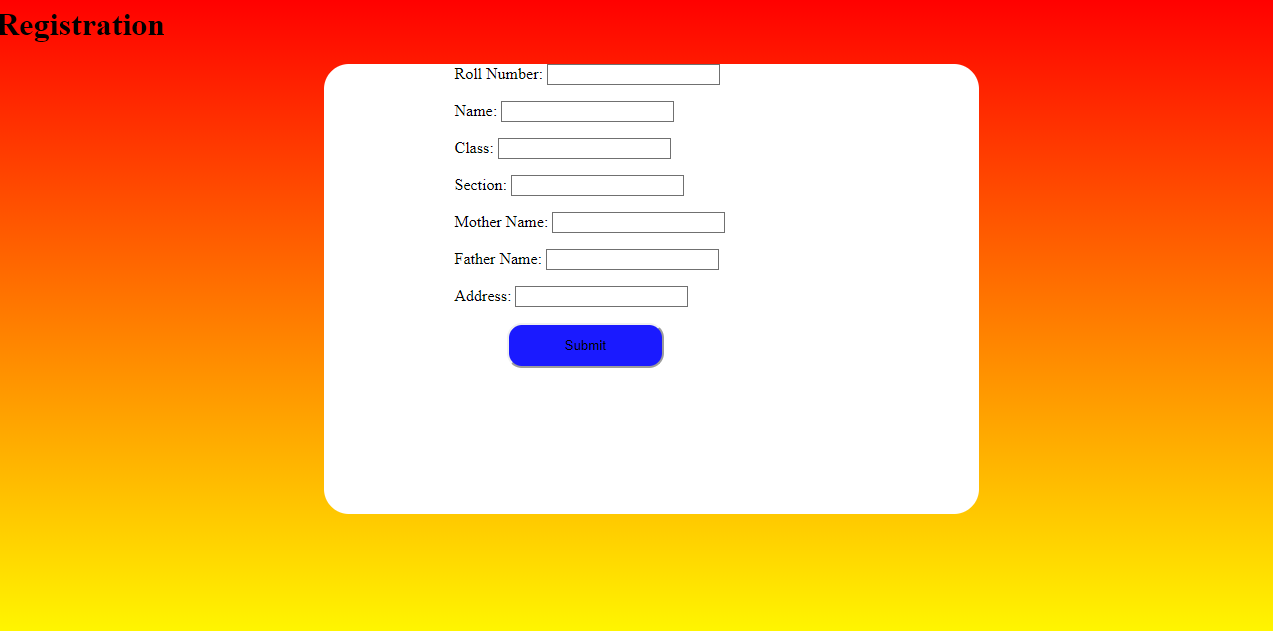 Registration
Roll Number:
Name:
Class:
Section:
Mother Name:
Father Name:
Address:
Submit